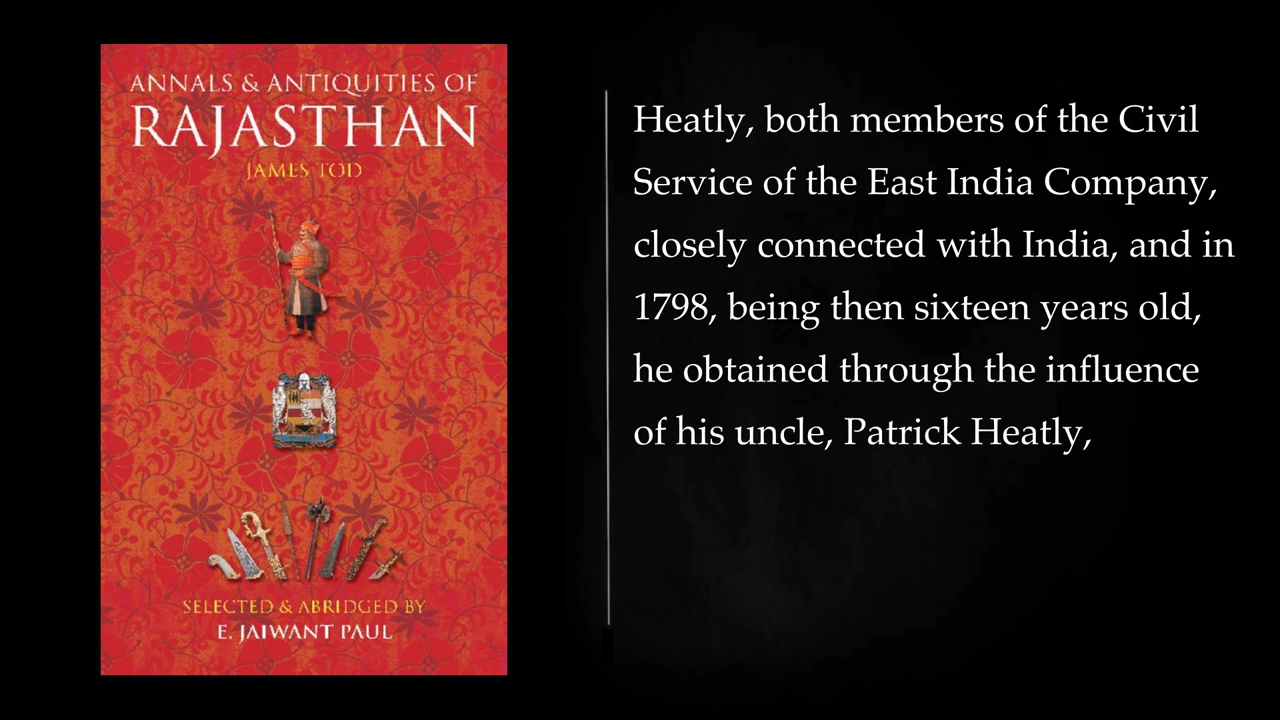 ANNALS & ANTIQUITIES OF
RAJASTHAN
JAMES TOD
SELECTED & ABRIDGED BY
E. JAIWANT PAUL
Heatly, both members of the Civil
Service of the East India Company,
closely connected with India, and in
1798, being then sixteen years old,
he obtained through the influence
of his uncle, Patrick Heatly,